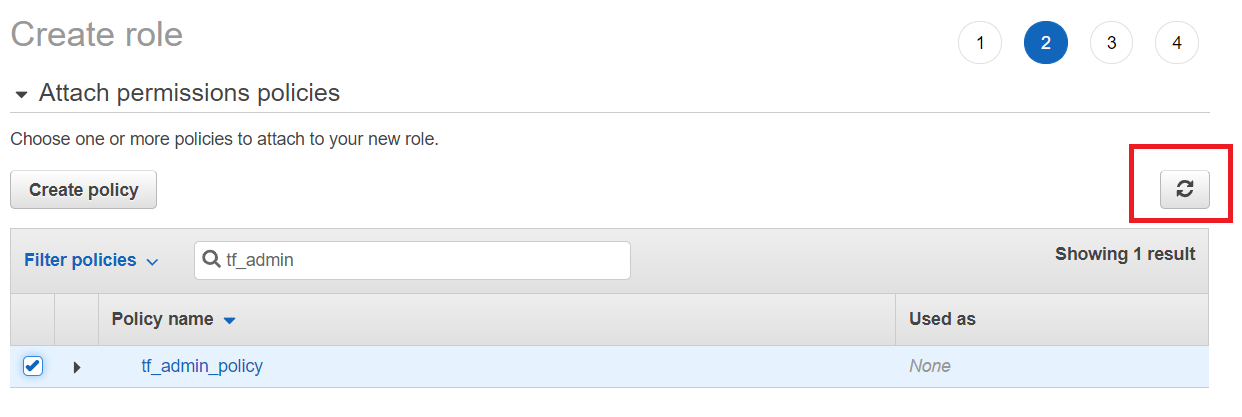 Create role
1 2 3 4
Attach permissions policies
Choose one or more policies to attach to your new role.
Create policy
Filter policies tf_admin Showing 1 result
Policy name Used as
tf_admin_policy None